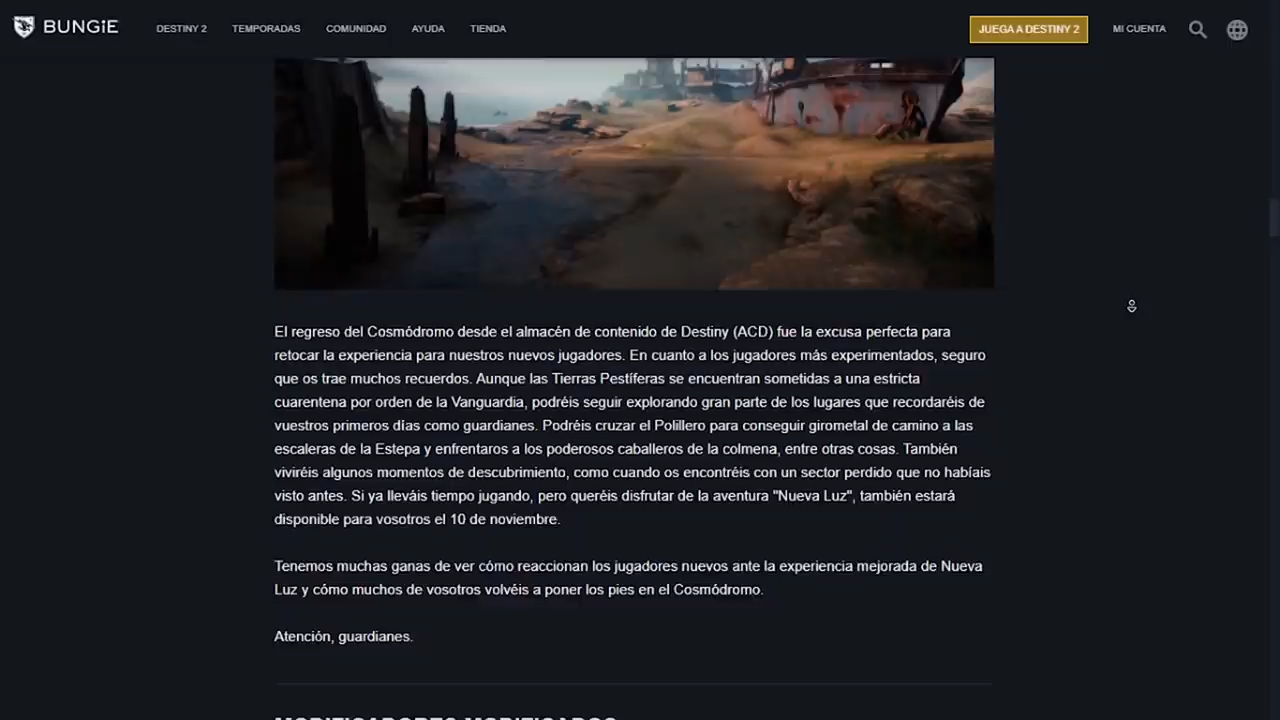 BUNGiE
DESTINY 2
TEMPORADAS
COMUNIDAD
AYUDA
TIENDA
JUEGA A DESTINY 2
MI CUENTA
El regreso del Cosmódromo desde el almacén de contenido de Destiny (ACD) fue la excusa perfecta para
retocar la experiencia para nuestros nuevos jugadores. En cuanto a los jugadores más experimentados, seguro
que os trae muchos recuerdos. Aunque las Tierras Pestíferas se encuentran sometidas a una estricta
cuarentena por orden de la Vanguardia, podréis seguir explorando gran parte de los lugares que recordaréis de
vuestros primeros días como guardianes. Podréis cruzar el Polillero para conseguir girometal de camino a las
escaleras de la Estepa y enfrentaros a los poderosos caballeros de la colmena, entre otras cosas. También
viviréis algunos momentos de descubrimiento, como cuando os encontréis con un sector perdido que no habíais
visto antes. Si ya lleváis tiempo jugando, pero queréis disfrutar de la aventura "Nueva Luz", también estará
disponible para vosotros el 10 de noviembre.
Tenemos muchas ganas de ver cómo reaccionan los jugadores nuevos ante la experiencia mejorada de Nueva
Luz y cómo muchos de vosotros volvéis a poner los pies en el Cosmódromo.
Atención, guardianes.
MODIFICADORES MODIFICADOS